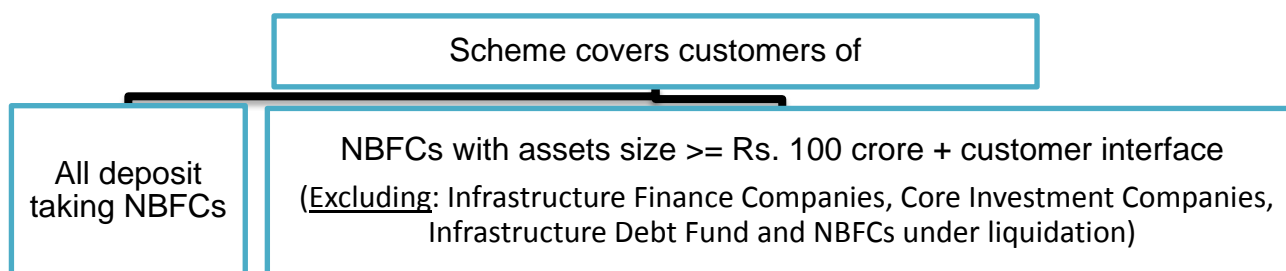 Scheme covers customers of
All deposit
taking NBFCs
NBFCs with assets size >= Rs. 100 crore + customer interface
(Excluding: Infrastructure Finance Companies, Core Investment Companies,
Infrastructure Debt Fund and NBFCs under liquidation)